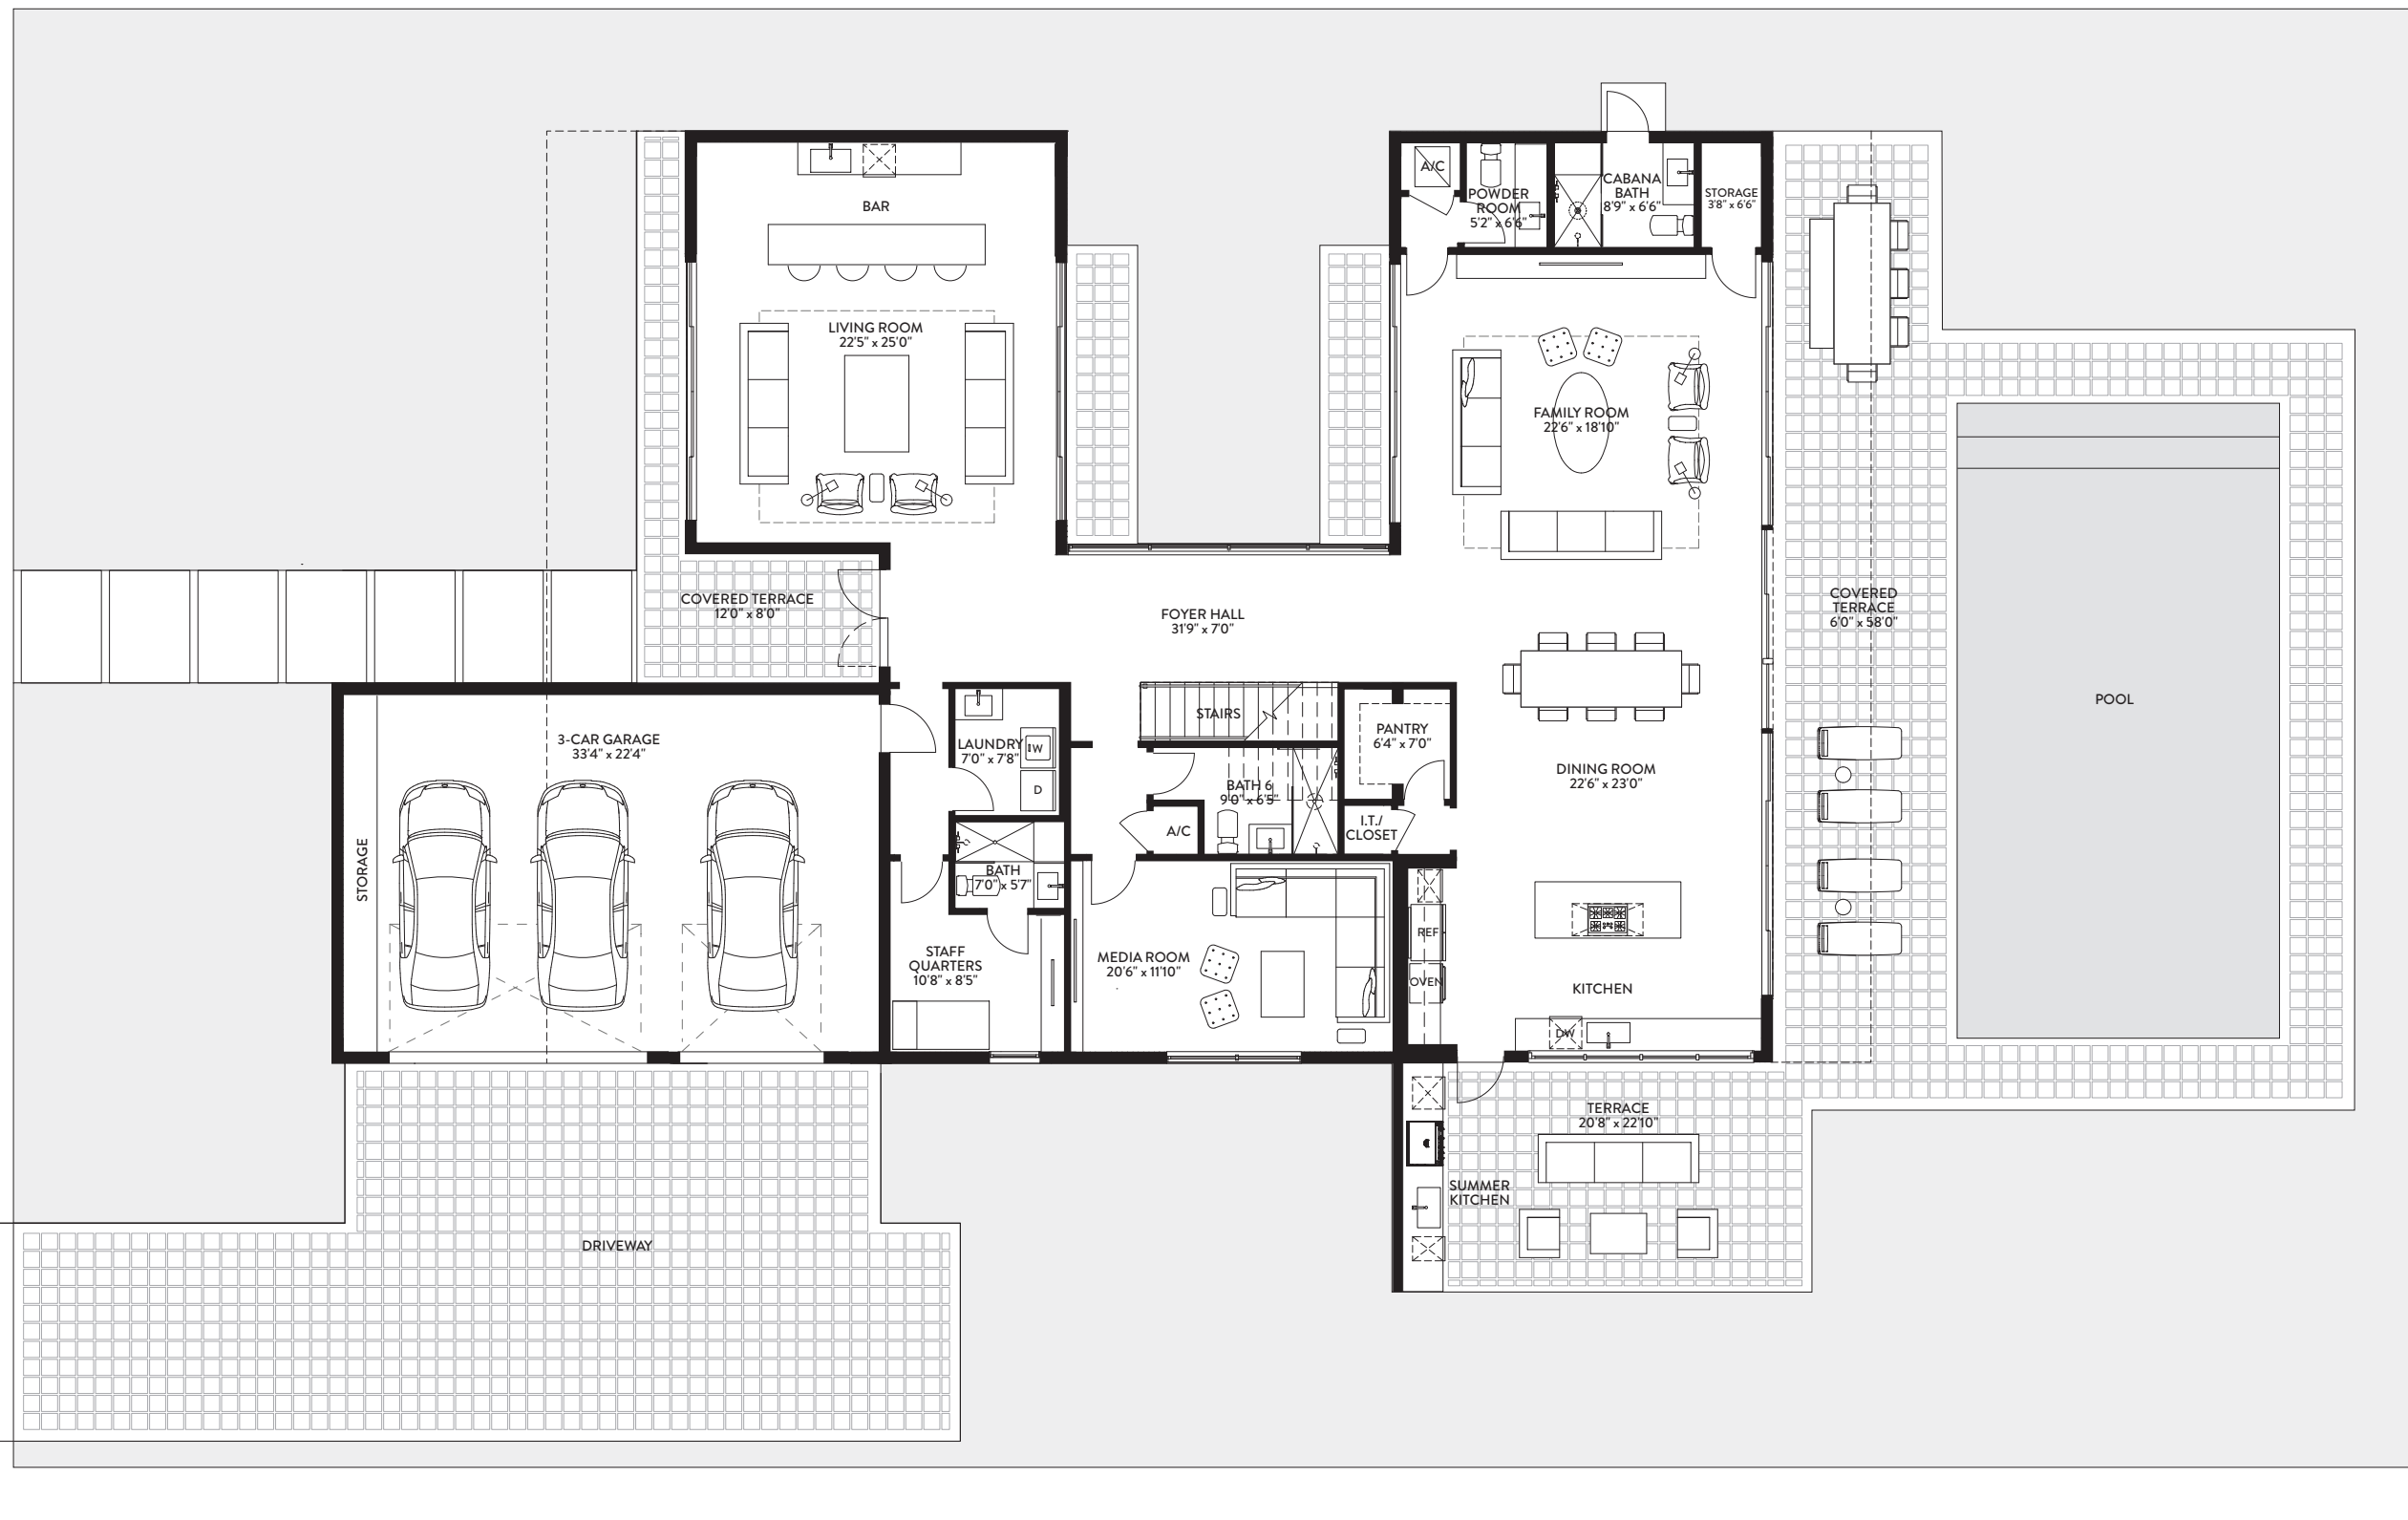 A/C
POWDER
ROOM
5'2" x 6'6"
CABANA
BATH
8'9" x 6'6"
STORAGE
3'8" x 6'6"
BAR
LIVING ROOM
22'5" x 25'0"
FAMILY ROOM
22'6" x 18'10"
COVERED TERRACE
12'0" x 8'0"
FOYER HALL
31'9" x 7'0"
COVERED
TERRACE
6'0" x 58'0"
POOL
3-CAR GARAGE
33'4" x 22'4"
STORAGE
LAUNDRY
7'0" x 7'8"
W
D
STAIRS
PANTRY
6'4" x 7'0"
BATH 6
9'0" x 6'5"
A/C
I.T./
CLOSET
DINING ROOM
22'6" x 23'0"
BATH
7'0" x 5'7"
STAFF
QUARTERS
10'8" x 8'5"
MEDIA ROOM
20'6" x 11'10"
REF
OVEN
KITCHEN
DW
TERRACE
20'8" x 22'10"
SUMMER
KITCHEN
DRIVEWAY